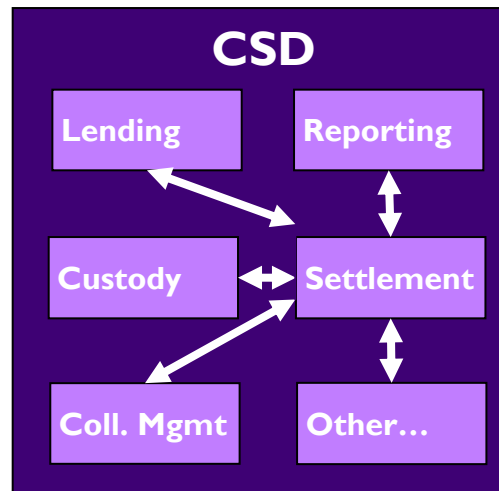 CSD
Lending
Reporting
Custody
Settlement
Coll. Mgmt
Other…